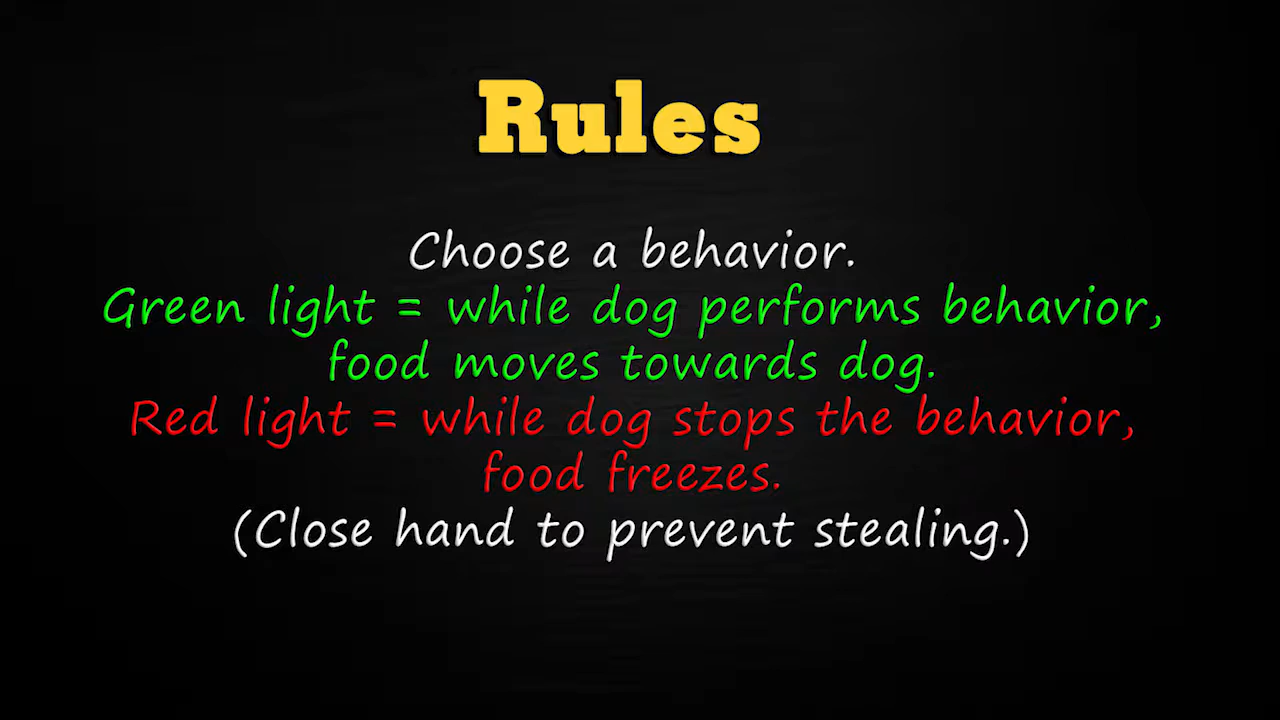 Rules
Choose a behavior.
Green light = while dog performs behavior,
food moves towards dog.
Red light = while dog stops the behavior,
food freezes.
(Close hand to prevent stealing.)